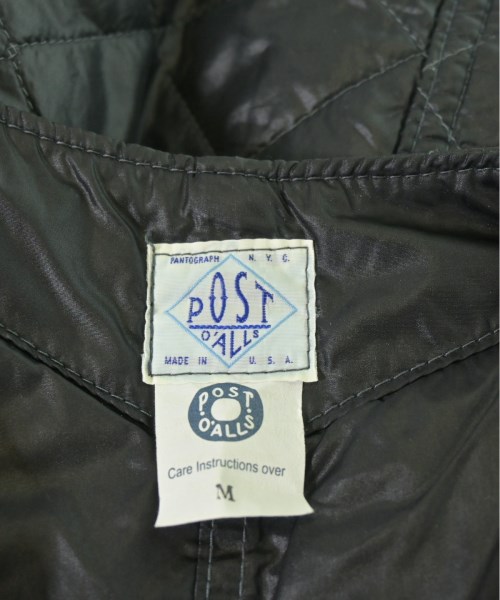 PANTOGRAPH N.Y.C.
POST
O'ALLS
MADE IN U.S.A.
POST
O'ALLS
Care Instructions over
M